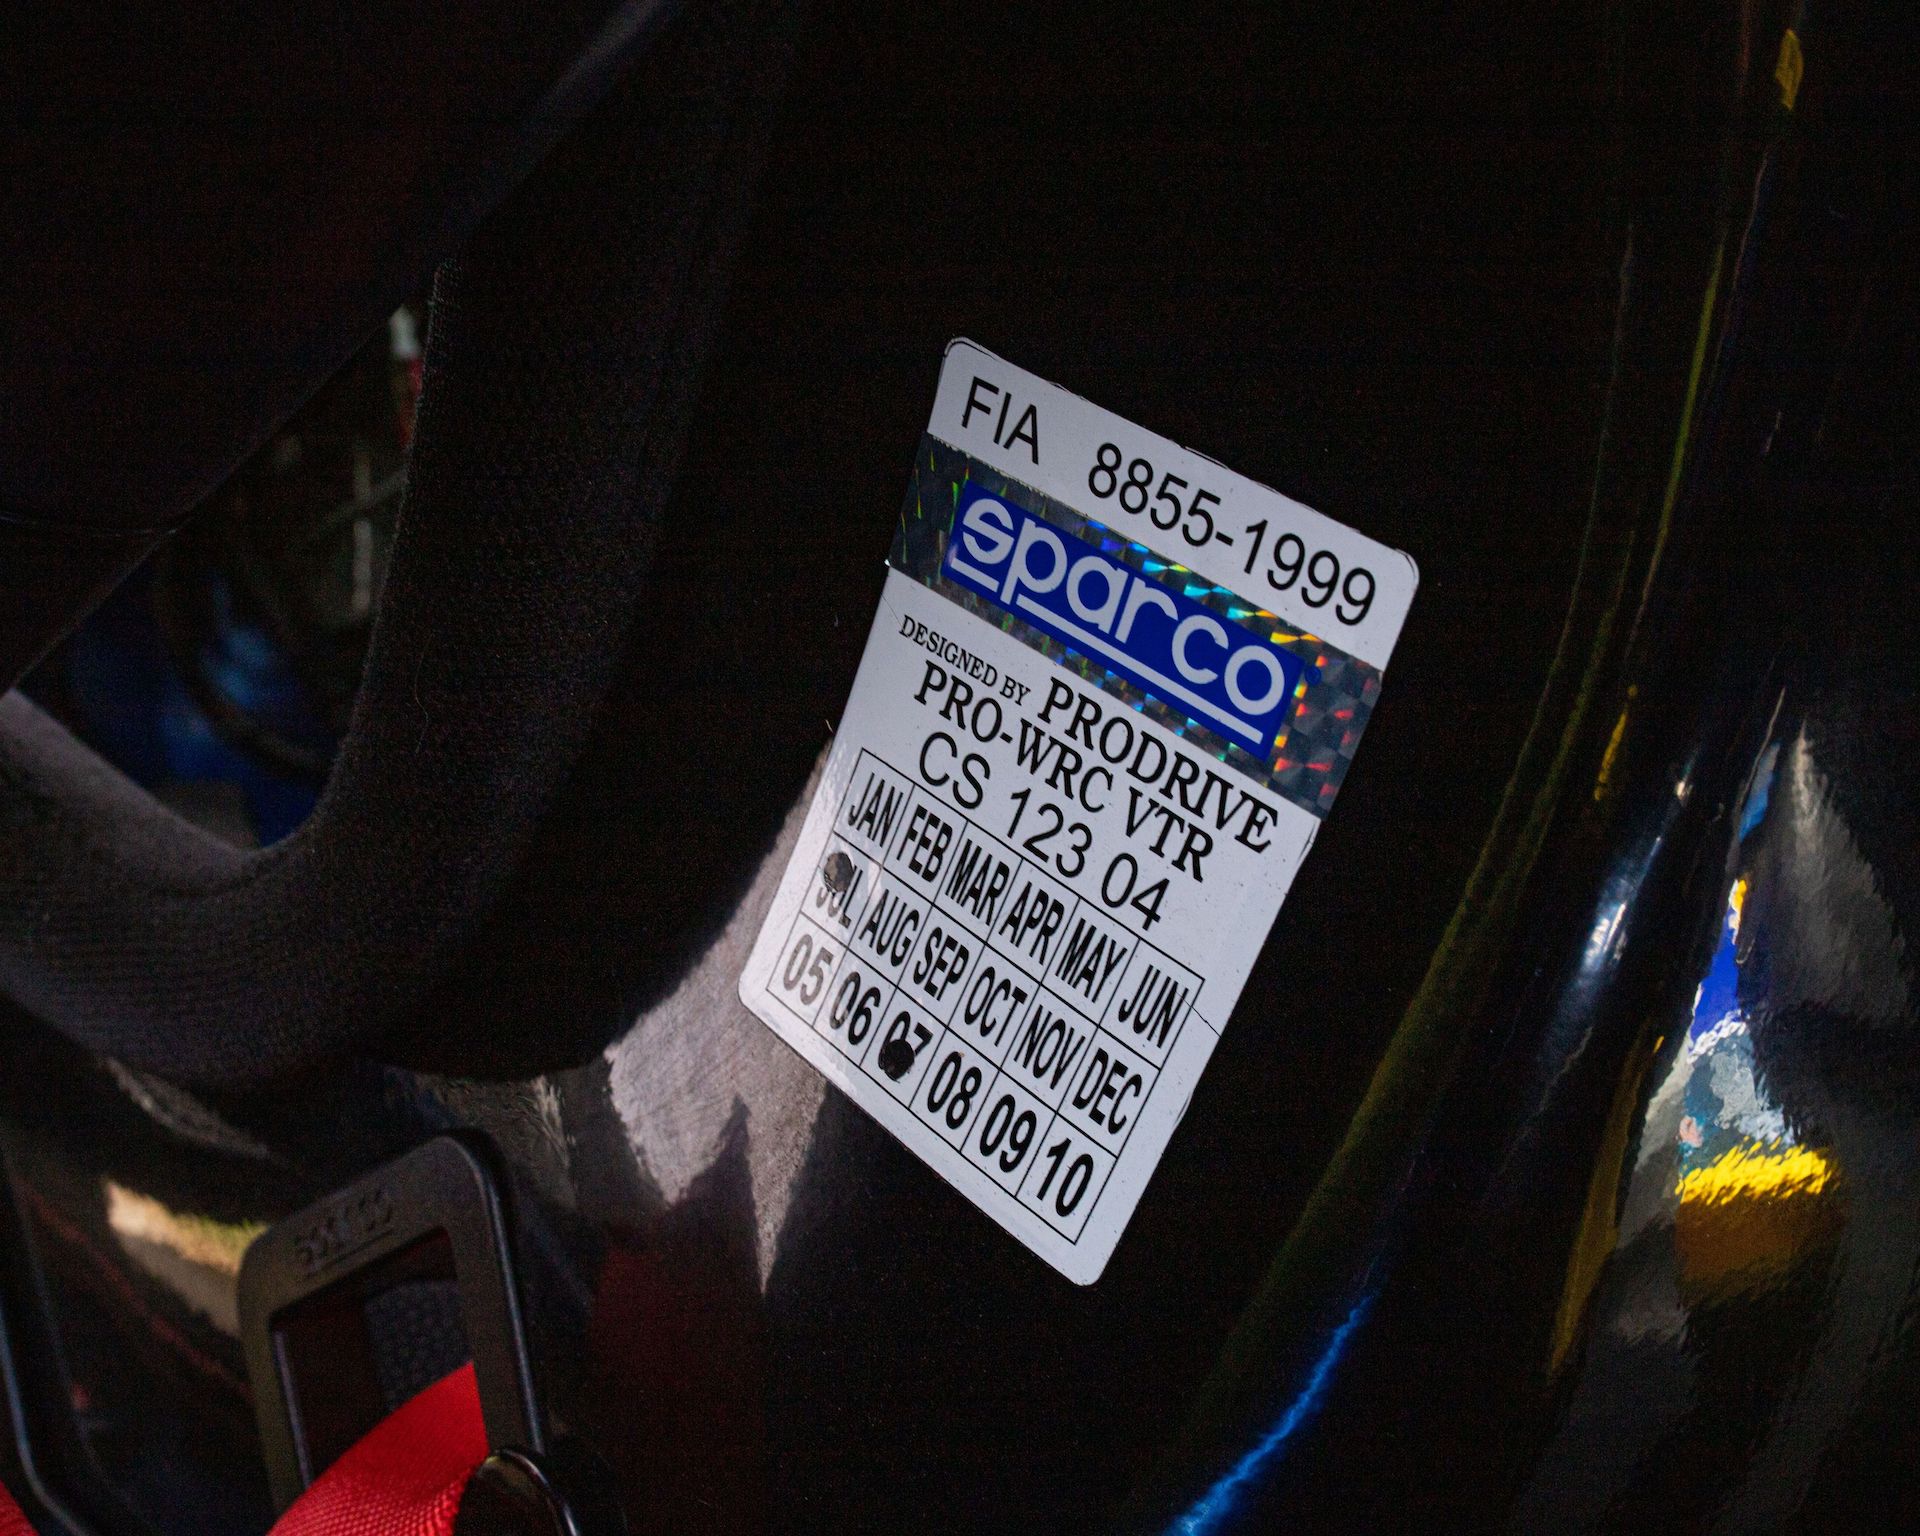 FIA 8855-1999
sparco
DESIGNED BY PRODRIVE
PRO-WRC VTR
CS 123 04
JAN FEB MAR APR MAY JUN
JUL AUG SEP OCT NOV DEC
05 06 07 08 09 10
sparco